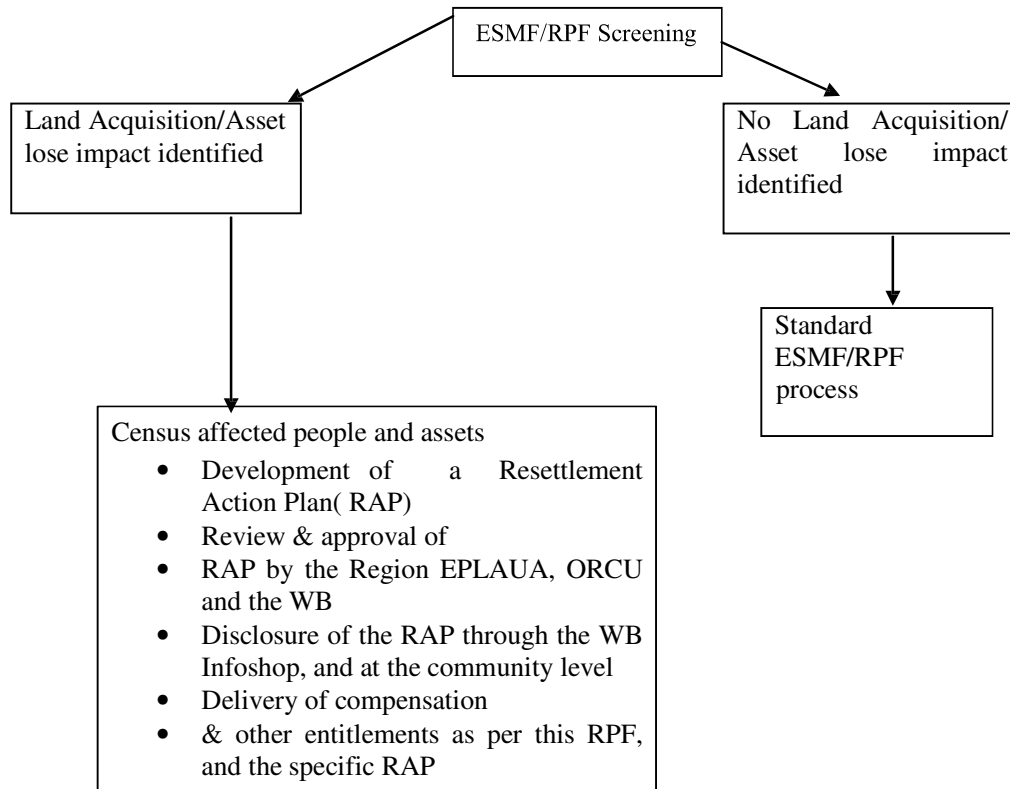 ESMF/RPF Screening
Land Acquisition/Asset
lose impact identified
No Land Acquisition/
Asset lose impact
identified
Standard
ESMF/RPF
process
Census affected people and assets
• Development of a Resettlement
Action Plan( RAP)
• Review & approval of
• RAP by the Region EPLAUA, ORCU
and the WB
• Disclosure of the RAP through the WB
Infoshop, and at the community level
• Delivery of compensation
• & other entitlements as per this RPF,
and the specific RAP